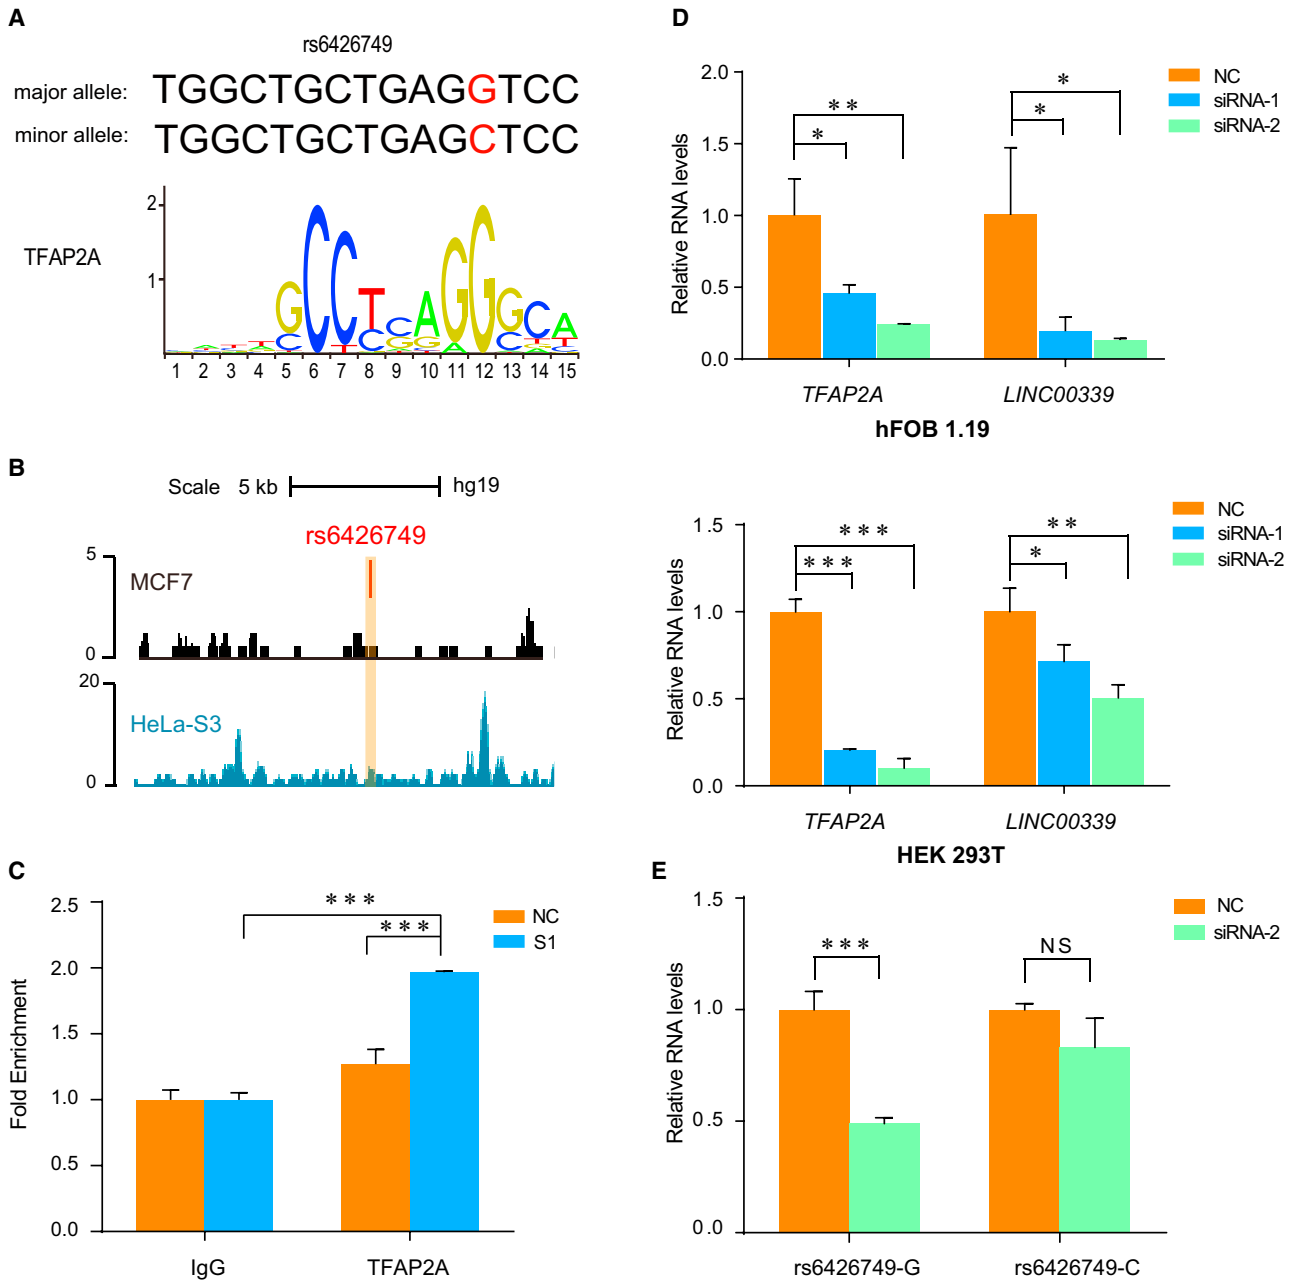 A
rs6426749
major allele: TGGCTGCTGAGGTCC
minor allele: TGGCTGCTGAGCTCC
TFAP2A
2
1
1 2 3 4 5 6 7 8 9 10 11 12 13 14 15
B
Scale 5 kb hg19
rs6426749
5
MCF7
0
20
HeLa-S3
0
C
Fold Enrichment
2.5
2.0
1.5
1.0
0.5
0.0
***
***
NC
S1
IgG TFAP2A
D
Relative RNA levels
2.0
1.5
1.0
0.5
0.0
* ** * *
NC
siRNA-1
siRNA-2
TFAP2A LINC00339
hFOB 1.19
Relative RNA levels
1.5
1.0
0.5
0.0
*** *** * **
NC
siRNA-1
siRNA-2
TFAP2A LINC00339
HEK 293T
E
Relative RNA levels
1.5
1.0
0.5
0.0
*** NS
NC
siRNA-2
rs6426749-G rs6426749-C